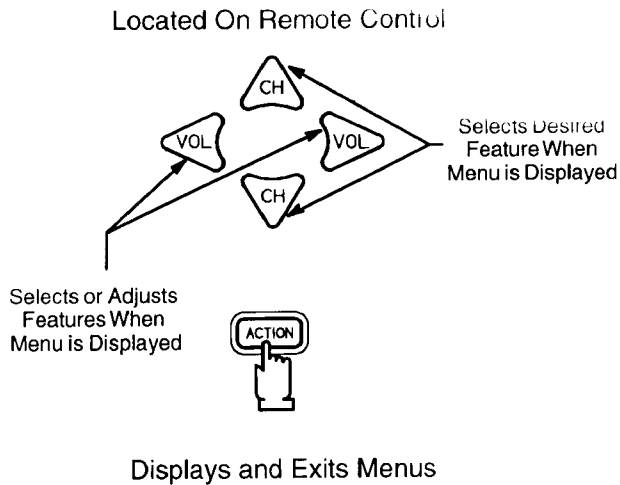 Located On Remote Control
CH
VOL
VOL
CH
Selects Desired
Feature When
Menu is Displayed
Selects or Adjusts
Features When
Menu is Displayed
ACTION
Displays and Exits Menus